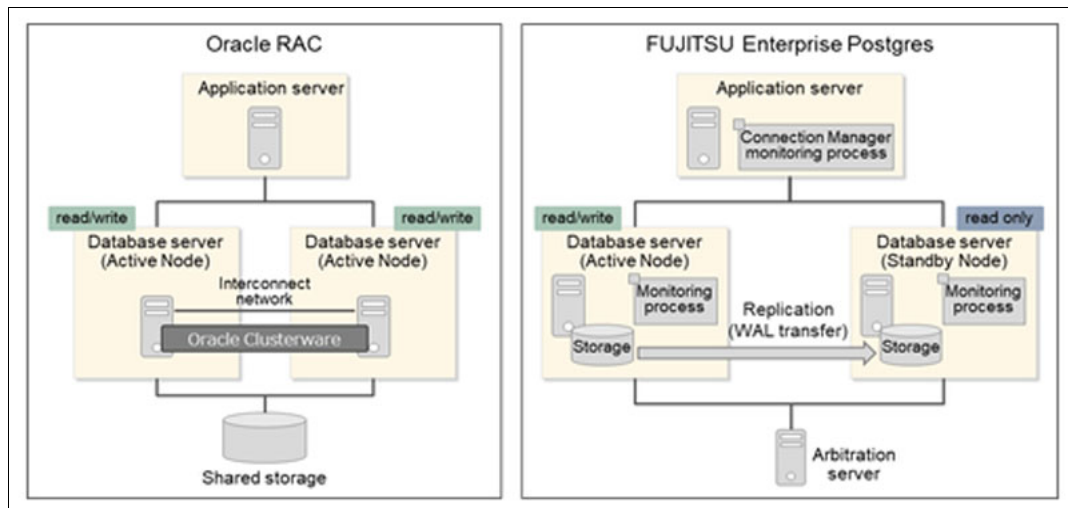 Oracle RAC
Application server
read/write
read/write
Database server
(Active Node)
Database server
(Active Node)
Interconnect
network
Oracle Clusterware
Shared storage
FUJITSU Enterprise Postgres
Application server
Connection Manager
monitoring process
read/write
read only
Database server
(Active Node)
Database server
(Standby Node)
Monitoring
process
Monitoring
process
Replication
(WAL transfer)
Storage
Storage
Arbitration
server